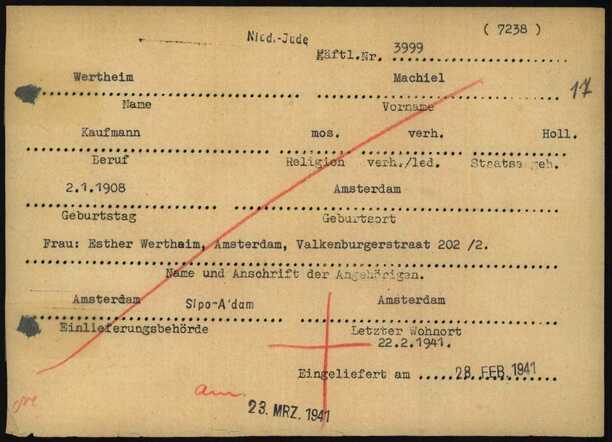 ( 7238 )
Nied.-Jude
Häftl.Nr. 3999
Wertheim Machiel
17
Name Vorname
Kaufmann mos. verh. Holl.
Beruf Religion verh./led. Staatsangeh.
2.1.1908 Amsterdam
Geburtstag Geburtsort
Frau: Esther Wertheim, Amsterdam, Valkenburgerstraat 202 /2.
Name und Anschrift der Angehörigen.
Amsterdam Sipo-A'dam Amsterdam
Einlieferungsbehörde Letzter Wohnort
22.2.1941.
Eingeliefert am 28 FEB. 1941
am
23. MRZ. 1941